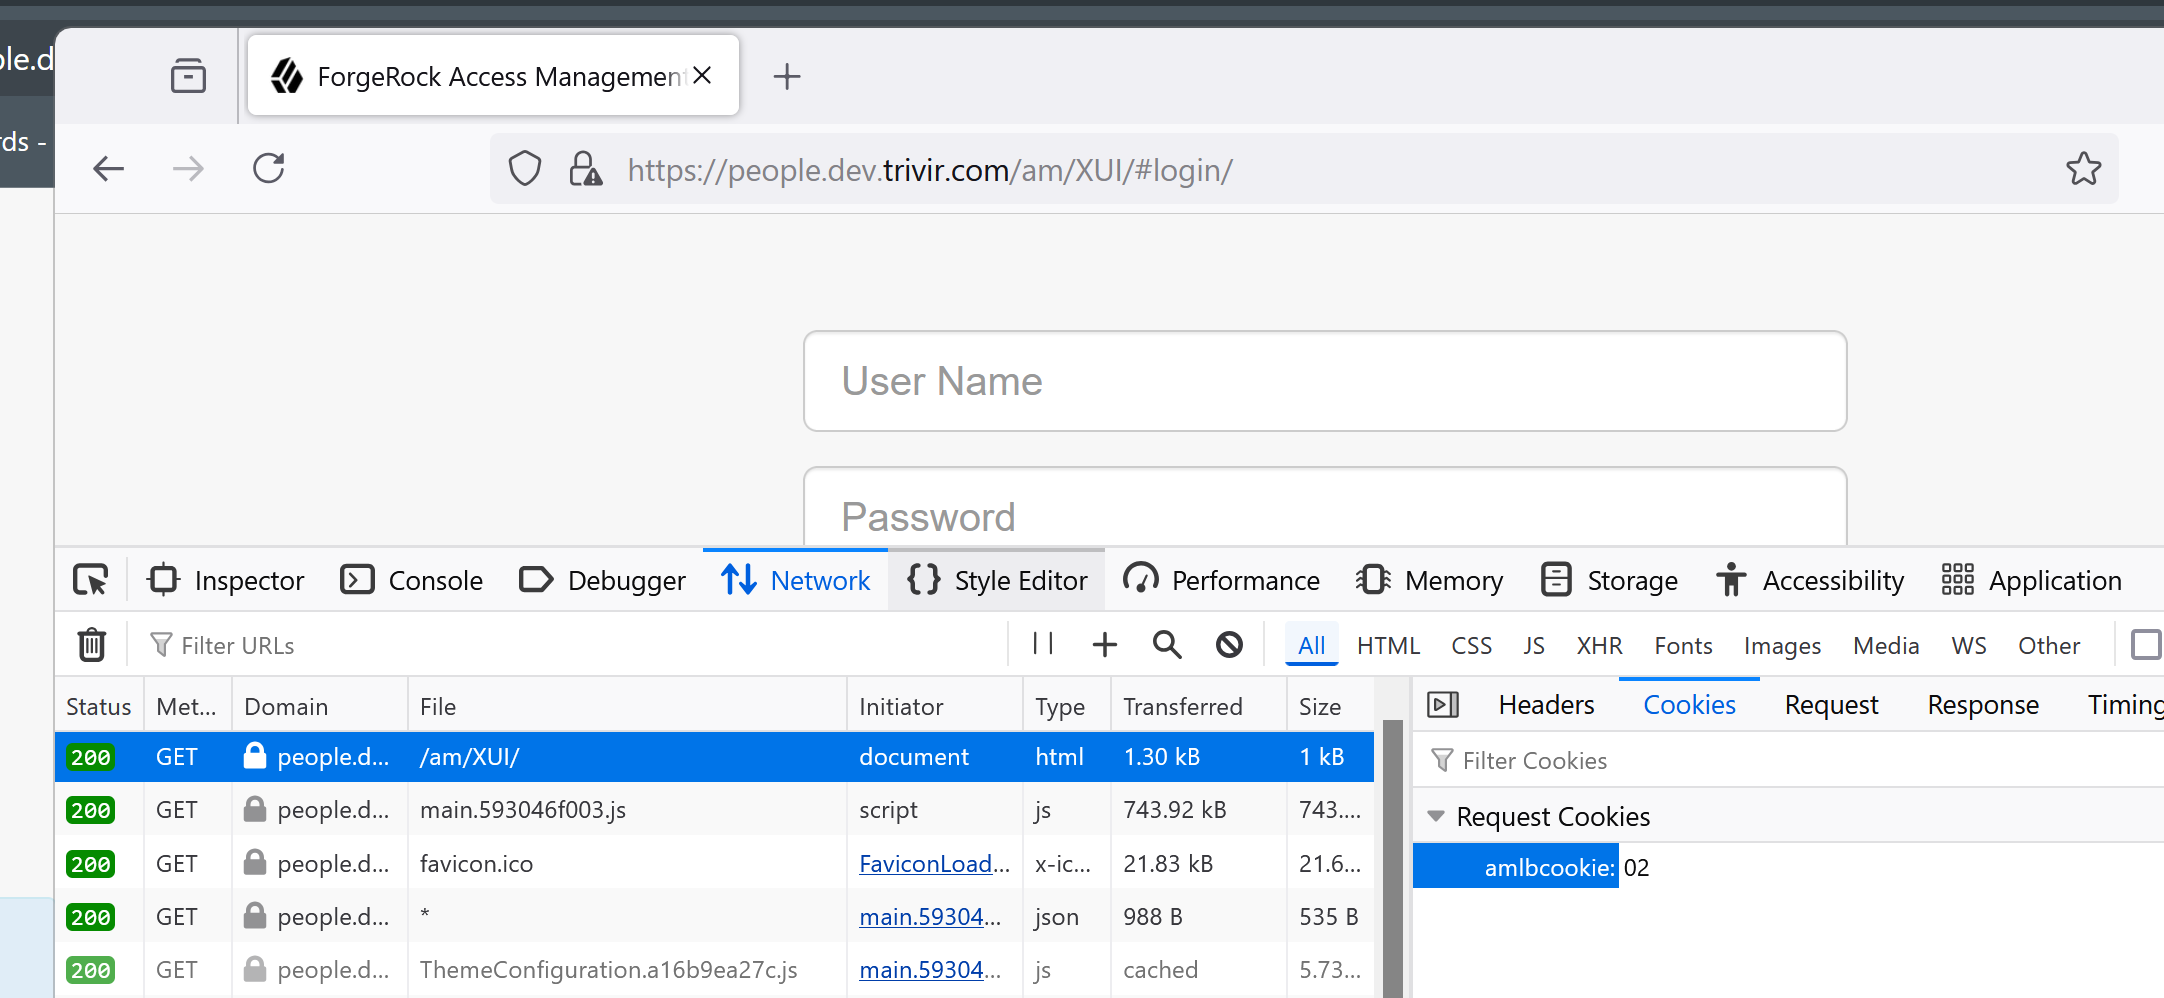 ple.d
rds -
ForgeRock Access Management
https://people.dev.trivir.com/am/XUI/#login/
User Name
Password
Inspector Console Debugger Network Style Editor Performance Memory Storage Accessibility Application
Filter URLs All HTML CSS JS XHR Fonts Images Media WS Other
Status Met... Domain File Initiator Type Transferred Size
200 GET people.d... /am/XUI/ document html 1.30 kB 1 kB
200 GET people.d... main.593046f003.js script js 743.92 kB 743....
200 GET people.d... favicon.ico FaviconLoad... x-ic... 21.83 kB 21.6...
200 GET people.d... * main.59304... json 988 B 535 B
200 GET people.d... ThemeConfiguration.a16b9ea27c.js main.59304... js cached 5.73...
Headers Cookies Request Response Timing
Filter Cookies
Request Cookies
amlbcookie: 02